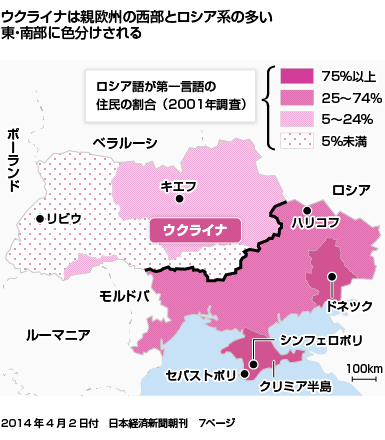 ウクライナは親欧州の西部とロシア系の多い
東・南部に色分けされる
ロシア語が第一言語の
住民の割合（2001年調査）
75%以上
25〜74%
5〜24%
5%未満
ポーランド
ベラルーシ
ロシア
キエフ
リビウ
ハリコフ
ウクライナ
ドネック
モルドバ
ルーマニア
シンフェロポリ
セバストポリ
クリミア半島
100km
2014年4月2日付　日本経済新聞朝刊　7ページ